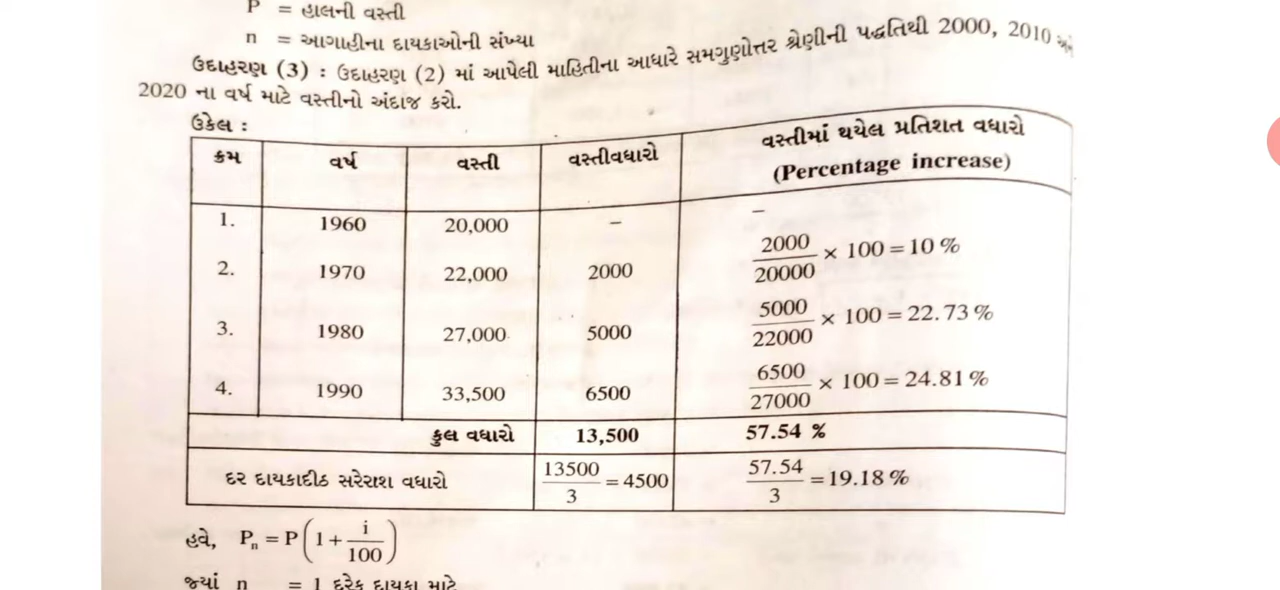 P = હાલની વસ્તી
n = આગાહીના દાયકાઓની સંખ્યા
ઉદાહરણ (3) : ઉદાહરણ (2) માં આપેલી માહિતીના આધારે સમગુણોત્તર શ્રેણીની પદ્ધતિથી 2000, 2010 અને
2020 ના વર્ષ માટે વસ્તીનો અંદાજ કરો.
ઉકેલ :
ક્રમ વર્ષ વસ્તી વસ્તીવધારો વસ્તીમાં થયેલ પ્રતિશત વધારો (Percentage increase)
1. 1960 20,000 – –
2. 1970 22,000 2000 2000/20000 × 100 = 10 %
3. 1980 27,000 5000 5000/22000 × 100 = 22.73 %
4. 1990 33,500 6500 6500/27000 × 100 = 24.81 %
કુલ વધારો 13,500 57.54 %
દર દાયકાદીઠ સરેરાશ વધારો 13500/3 = 4500 57.54/3 = 19.18 %
હવે, Pₙ = P(1 + i/100)
જ્યાં n = 1 દરેક દાયકા માટે